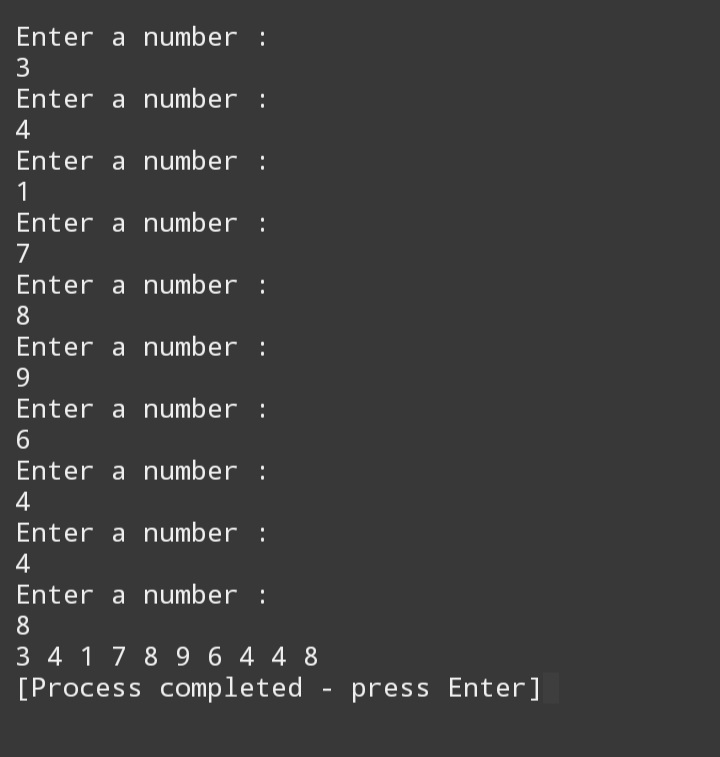 Enter a number :
3
Enter a number :
4
Enter a number :
1
Enter a number :
7
Enter a number :
8
Enter a number :
9
Enter a number :
6
Enter a number :
4
Enter a number :
4
Enter a number :
8
3 4 1 7 8 9 6 4 4 8
[Process completed - press Enter]